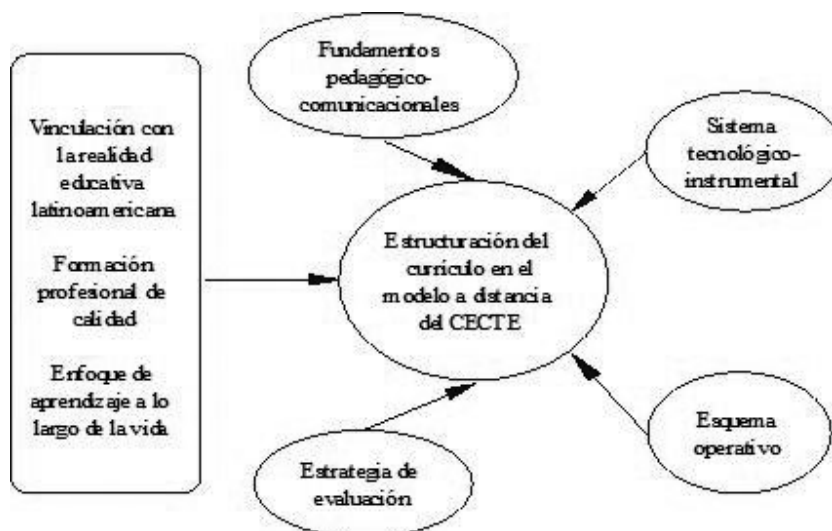 Vinculación con
la realidad
educativa
latinoamericana
Formación
profesional de
calidad
Enfoque de
aprendizaje a lo
largo de la vida
Fundamentos
pedagógico-
comunicacionales
Sistema
tecnológico-
instrumental
Estructuración del
currículo en el
modelo a distancia
del CECTE
Estrategia de
evaluación
Esquema
operativo